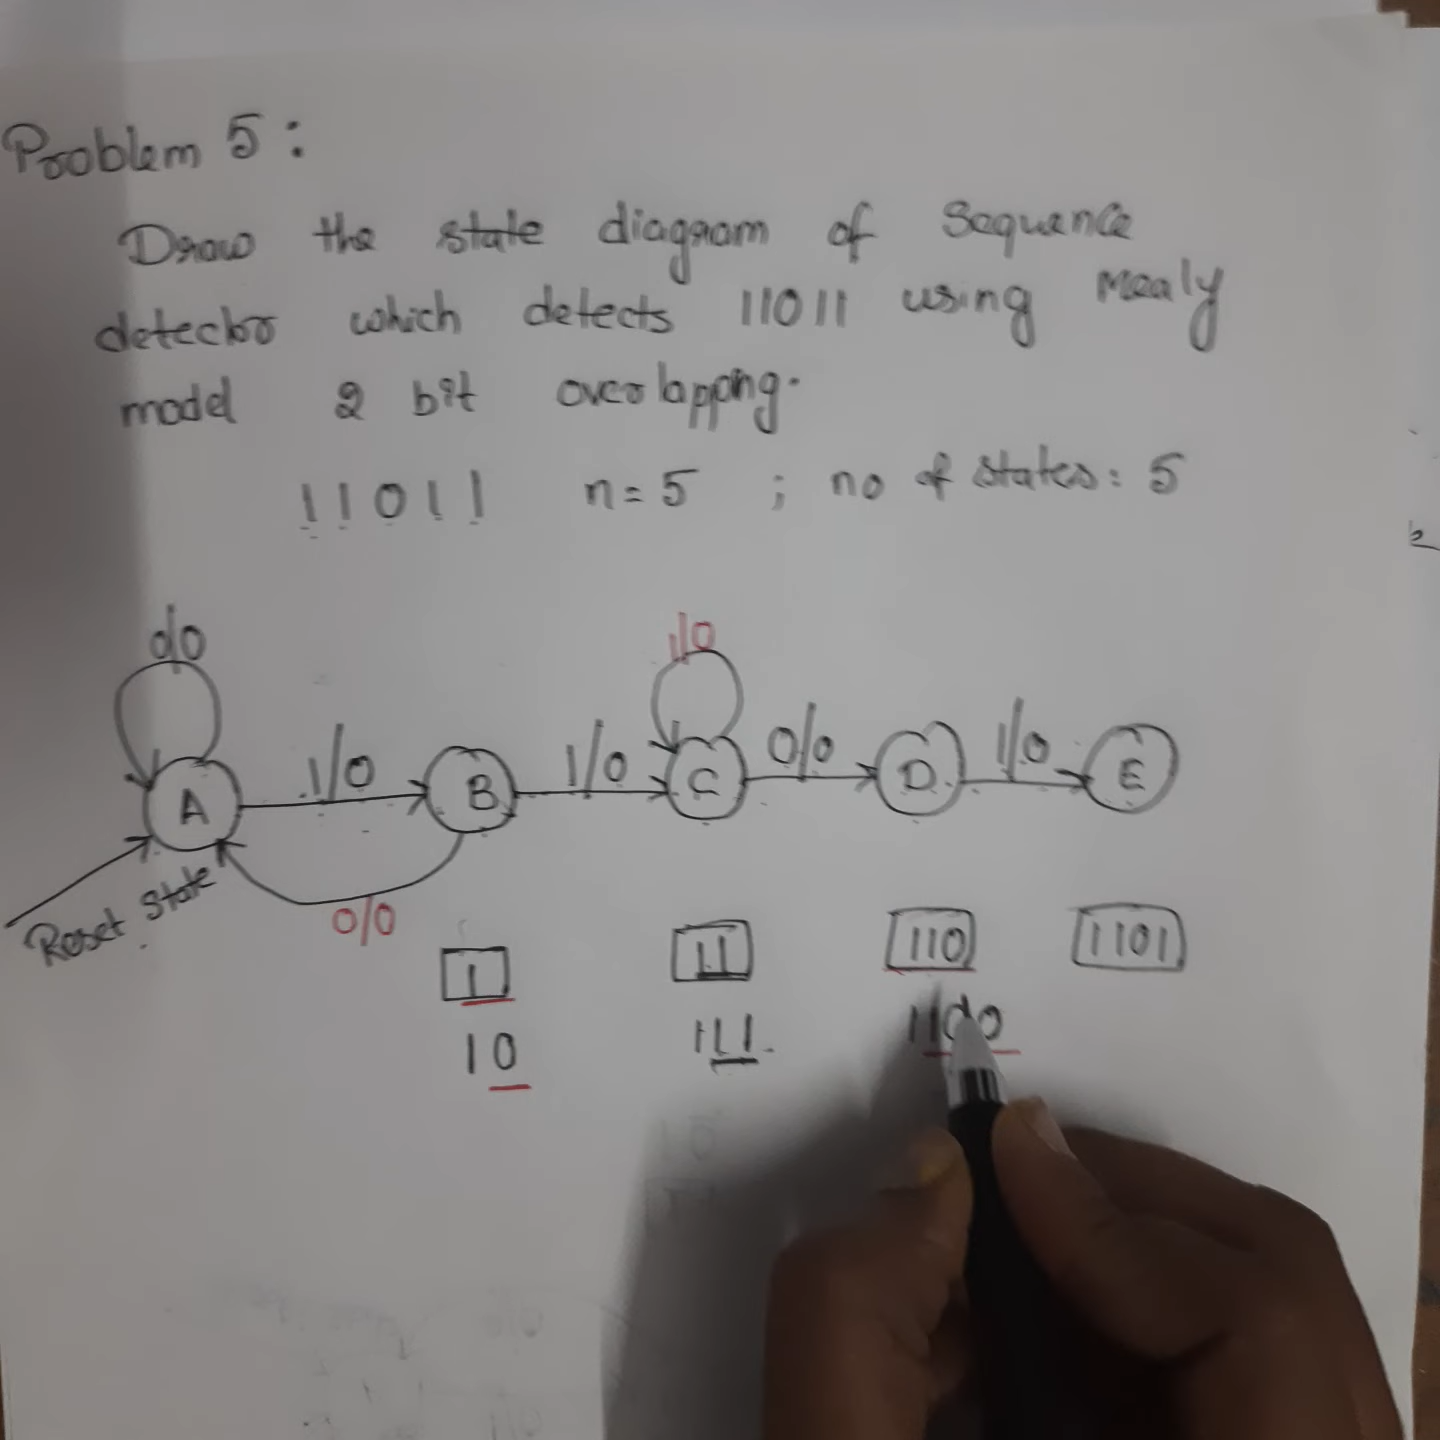 Problem 5:
Draw the state diagram of Sequence
detector which detects 11011 using Mealy
model 2 bit overlapping.
11011 n=5 ; no of states: 5
0/0 1/0
1/0 1/0 0/0 1/0
A B C D E
Reset State
0/0
1 11 110 1101
10 111. 1100